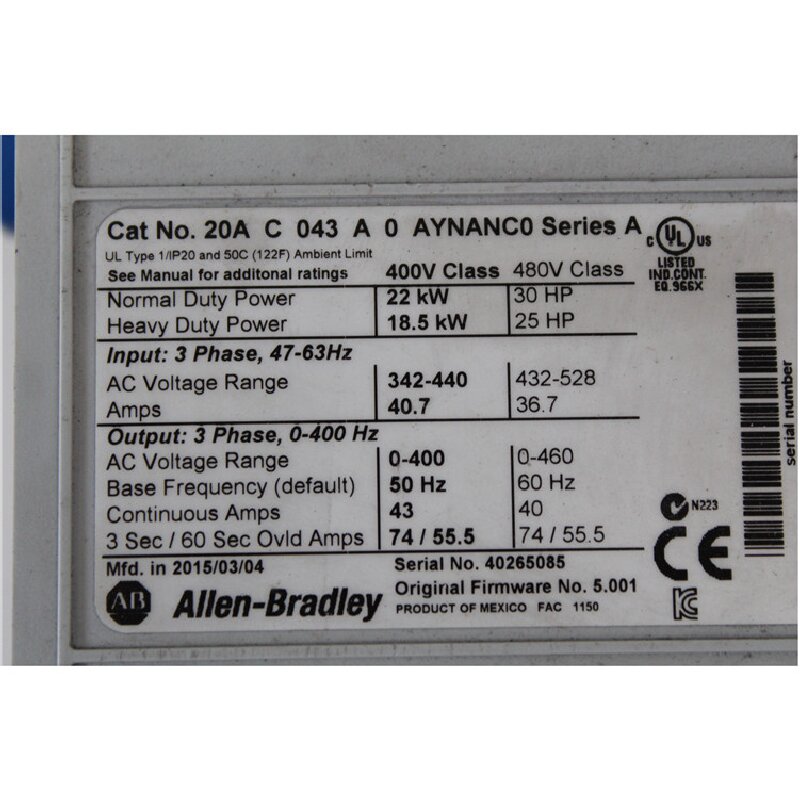 Cat No. 20A C 043 A 0 AYNANC0 Series A
UL Type 1/IP20 and 50C (122F) Ambient Limit
See Manual for additonal ratings 400V Class 480V Class
Normal Duty Power 22 kW 30 HP
Heavy Duty Power 18.5 kW 25 HP
Input: 3 Phase, 47-63Hz
AC Voltage Range 342-440 432-528
Amps 40.7 36.7
Output: 3 Phase, 0-400 Hz
AC Voltage Range 0-400 0-460
Base Frequency (default) 50 Hz 60 Hz
Continuous Amps 43 40
3 Sec / 60 Sec Ovld Amps 74 / 55.5 74 / 55.5
Mfd. in 2015/03/04 Serial No. 40265085
Original Firmware No. 5.001
AB Allen-Bradley PRODUCT OF MEXICO FAC 1150
C UL US
LISTED
IND.CONT.
EQ.966X
N223
CE
KC
serial number